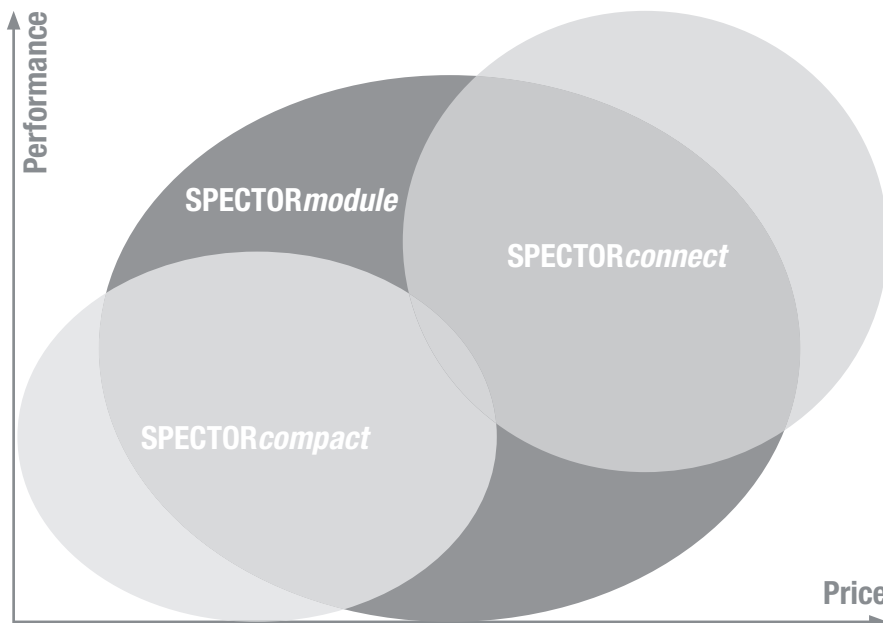 Performance
SPECTORmodule
SPECTORconnect
SPECTORcompact
Price